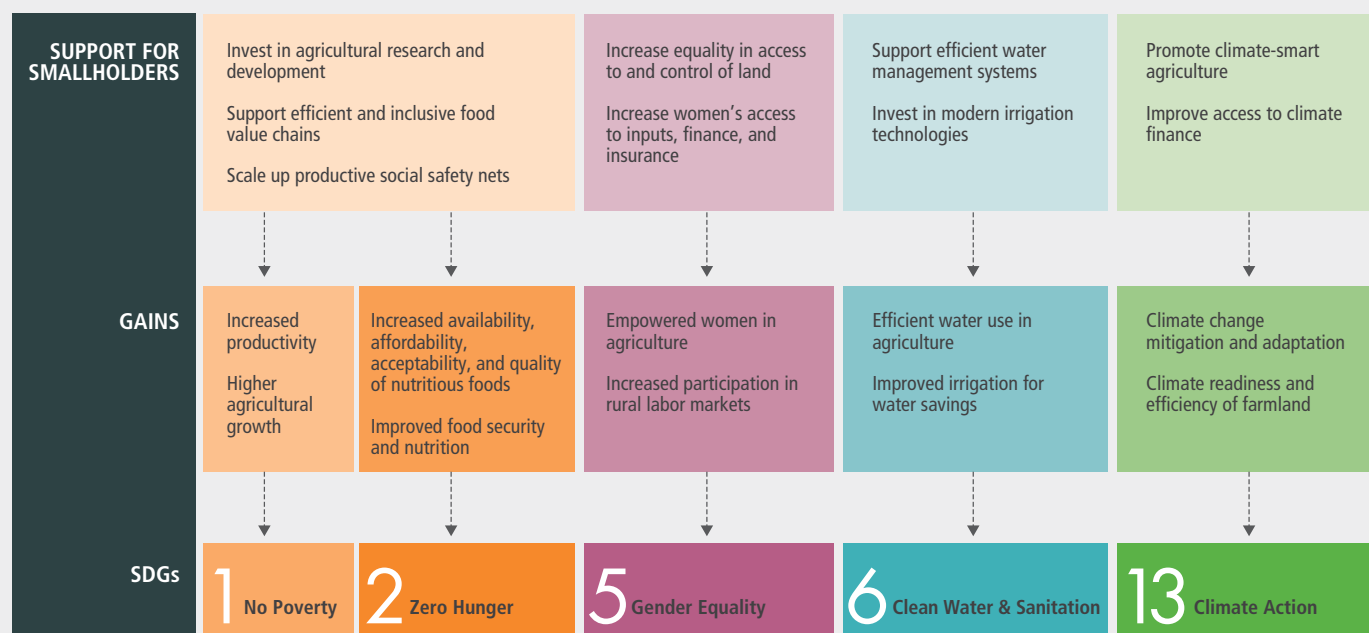 SUPPORT FOR
SMALLHOLDERS
Invest in agricultural research and
development
Support efficient and inclusive food
value chains
Scale up productive social safety nets
Increase equality in access
to and control of land
Increase women's access
to inputs, finance, and
insurance
Support efficient water
management systems
Invest in modern irrigation
technologies
Promote climate-smart
agriculture
Improve access to climate
finance
GAINS
Increased
productivity
Higher
agricultural
growth
Increased availability,
affordability,
acceptability, and quality
of nutritious foods
Improved food security
and nutrition
Empowered women in
agriculture
Increased participation in
rural labor markets
Efficient water use in
agriculture
Improved irrigation for
water savings
Climate change
mitigation and adaptation
Climate readiness and
efficiency of farmland
SDGs
1 No Poverty
2 Zero Hunger
5 Gender Equality
6 Clean Water & Sanitation
13 Climate Action